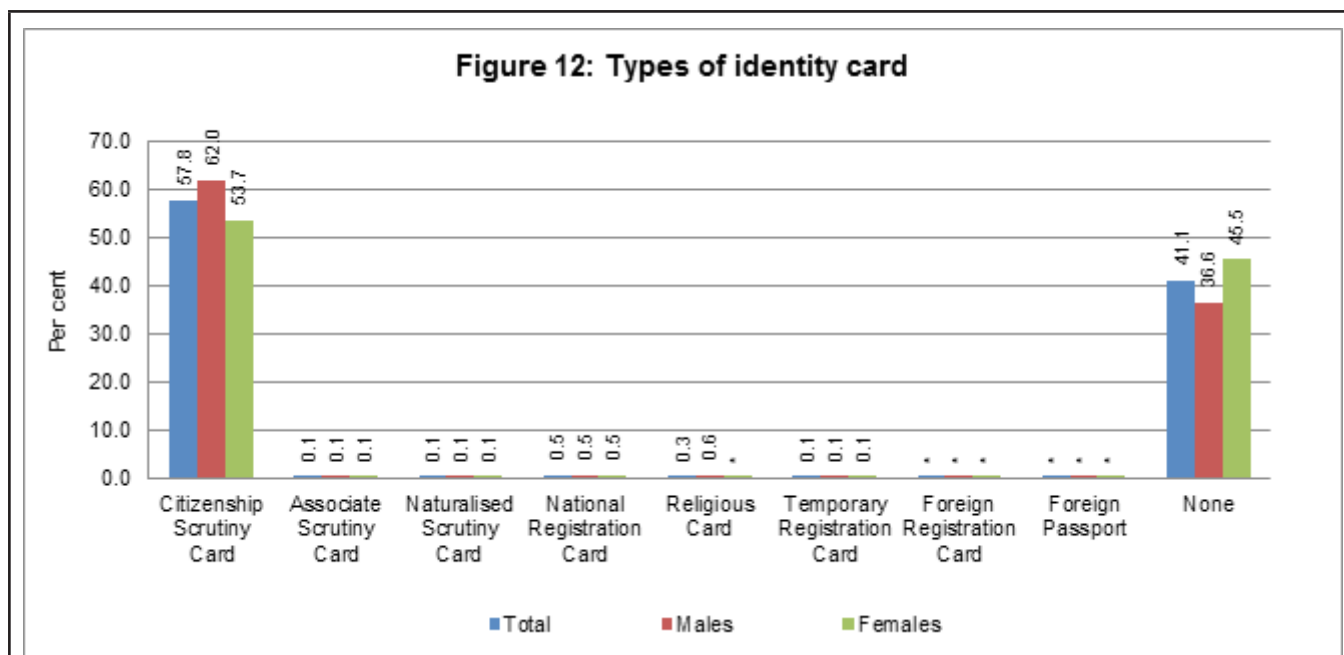 Figure 12: Types of identity card
Per cent
70.0
60.0
50.0
40.0
30.0
20.0
10.0
0.0
57.8 62.0 53.7
0.1 0.1 0.1
0.1 0.1 0.1
0.5 0.5 0.5
0.3 0.6 *
0.1 0.1 0.1
* * *
* * *
41.1 36.6 45.5
Citizenship
Scrutiny
Card
Associate
Scrutiny
Card
Naturalised
Scrutiny
Card
National
Registration
Card
Religious
Card
Temporary
Registration
Card
Foreign
Registration
Card
Foreign
Passport
None
Total Males Females